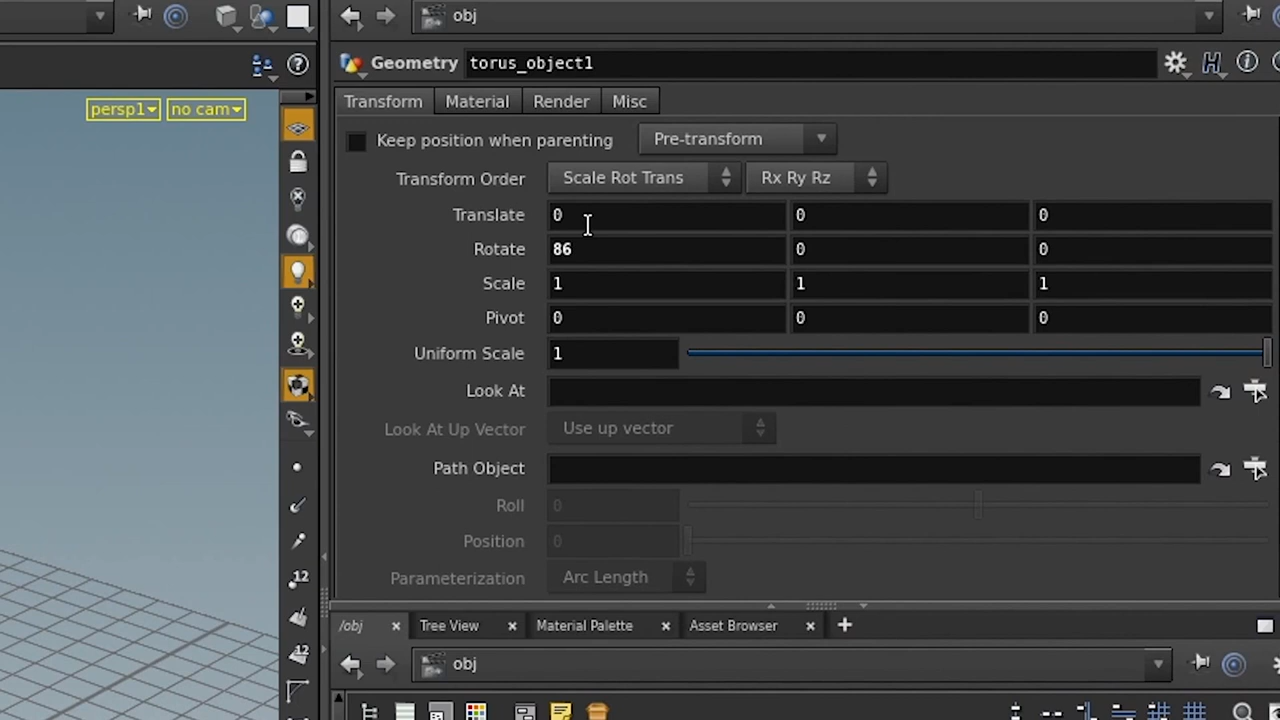 obj
Geometry torus_object1
persp1 no cam
Transform Material Render Misc
Keep position when parenting Pre-transform
Transform Order Scale Rot Trans Rx Ry Rz
Translate 0 0 0
Rotate 86 0 0
Scale 1 1 1
Pivot 0 0 0
Uniform Scale 1
Look At
Look At Up Vector Use up vector
Path Object
Roll 0
Position 0
12
Parameterization Arc Length
/obj Tree View Material Palette Asset Browser
12
obj